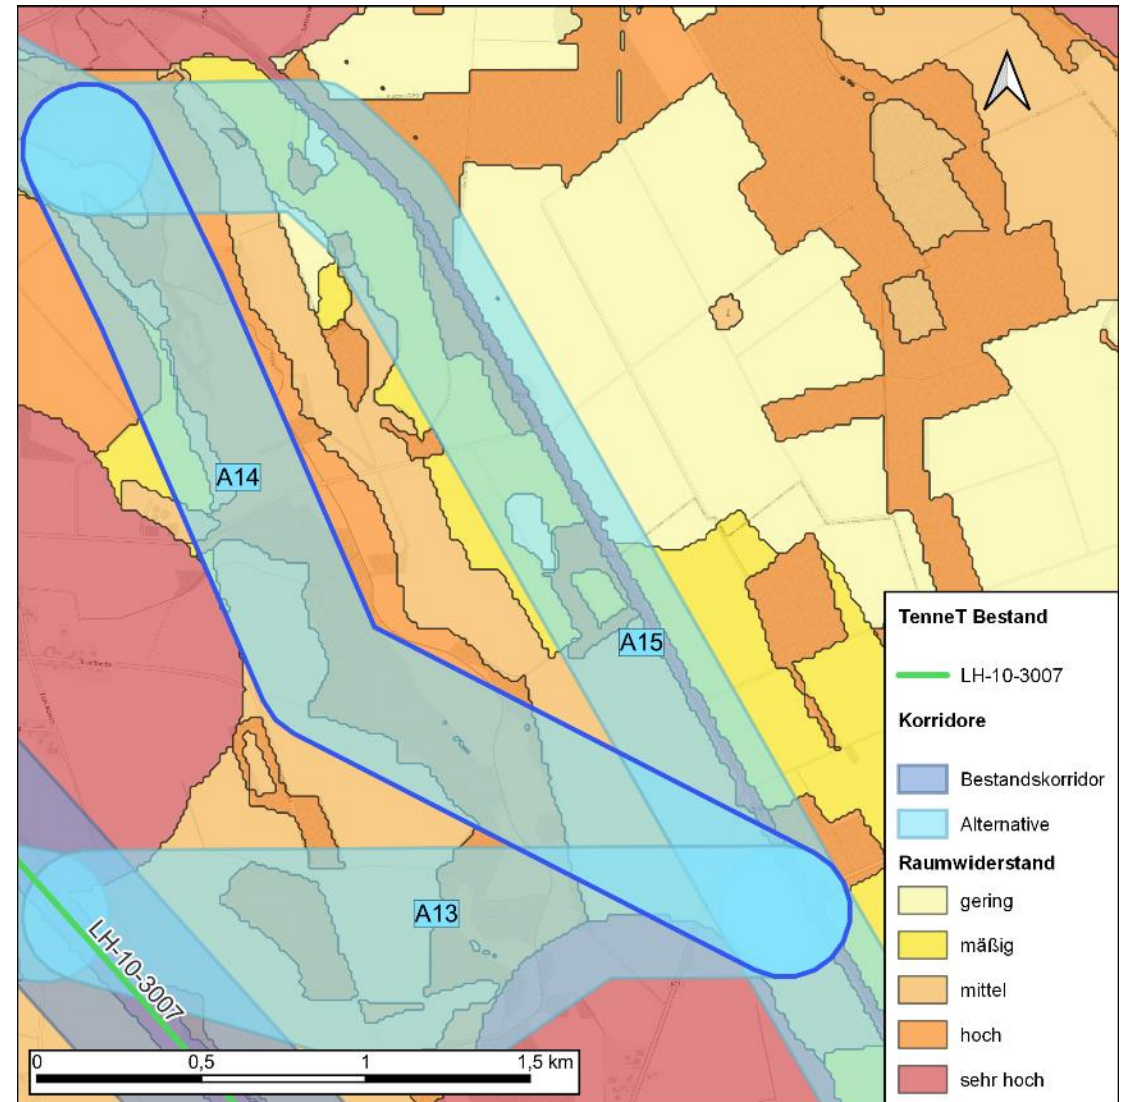 A14
A15
A13
LH-10-3007
0 0,5 1 1,5 km
TenneT Bestand
LH-10-3007
Korridore
Bestandskorridor
Alternative
Raumwiderstand
gering
mäßig
mittel
hoch
sehr hoch